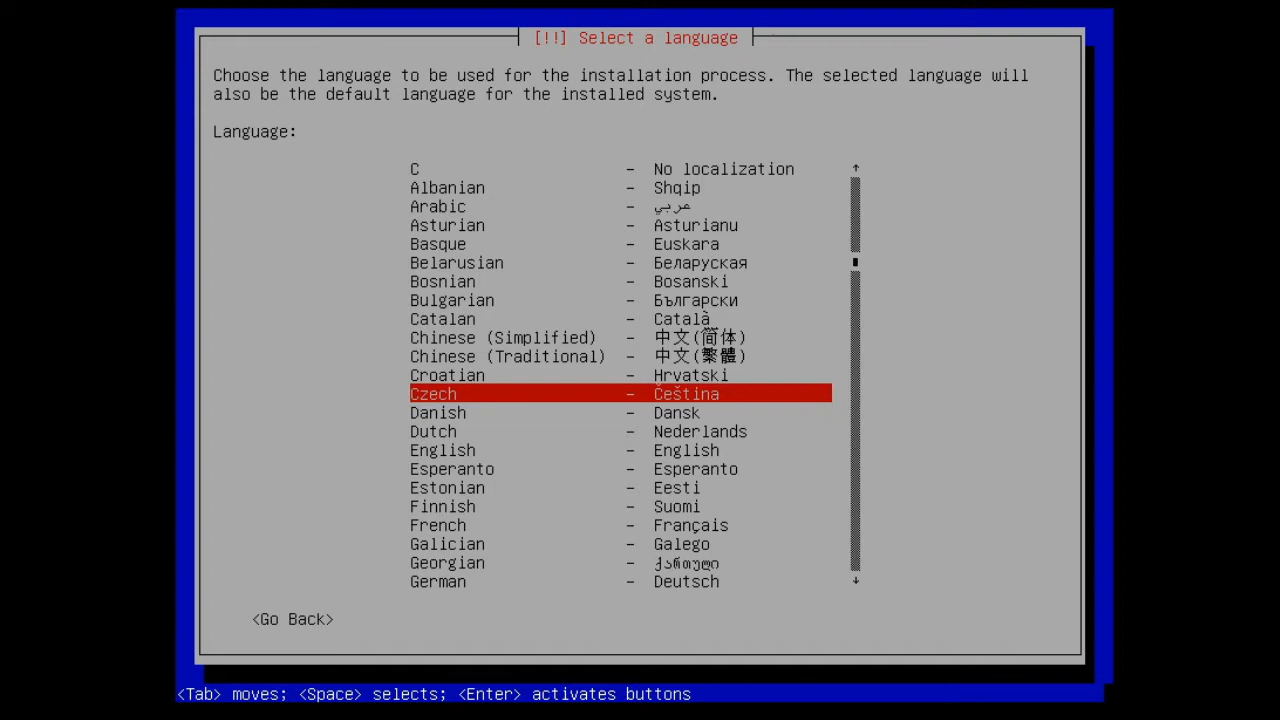 [!!] Select a language
Choose the language to be used for the installation process. The selected language will
also be the default language for the installed system.
Language:
C - No localization
Albanian - Shqip
Arabic - عربي
Asturian - Asturianu
Basque - Euskara
Belarusian - Беларуская
Bosnian - Bosanski
Bulgarian - Български
Catalan - Català
Chinese (Simplified) - 中文(简体)
Chinese (Traditional) - 中文(繁體)
Croatian - Hrvatski
Czech - Čeština
Danish - Dansk
Dutch - Nederlands
English - English
Esperanto - Esperanto
Estonian - Eesti
Finnish - Suomi
French - Français
Galician - Galego
Georgian - ქართული
German - Deutsch
<Go Back>
<Tab> moves; <Space> selects; <Enter> activates buttons